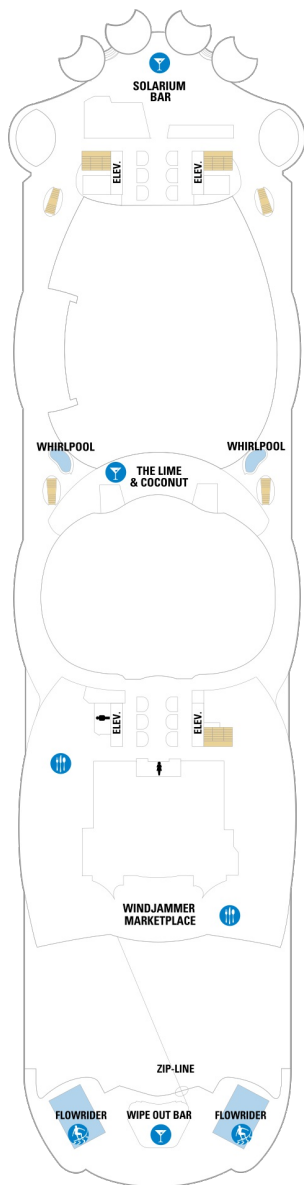 SOLARIUM
BAR
ELEV.
ELEV.
WHIRLPOOL
WHIRLPOOL
THE LIME
& COCONUT
ELEV.
ELEV.
WINDJAMMER
MARKETPLACE
ZIP-LINE
FLOWRIDER
WIPE OUT BAR
FLOWRIDER